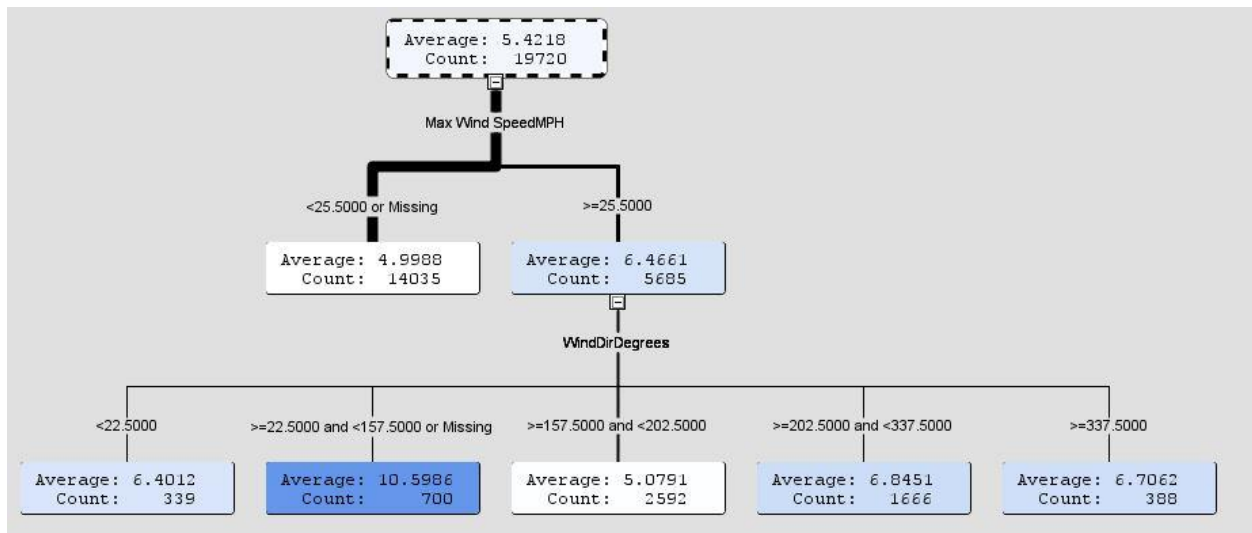 Average: 5.4218
Count: 19720
Max Wind SpeedMPH
<25.5000 or Missing
>=25.5000
Average: 4.9988
Count: 14035
Average: 6.4661
Count: 5685
WindDirDegrees
<22.5000
>=22.5000 and <157.5000 or Missing
>=157.5000 and <202.5000
>=202.5000 and <337.5000
>=337.5000
Average: 6.4012
Count: 339
Average: 10.5986
Count: 700
Average: 5.0791
Count: 2592
Average: 6.8451
Count: 1666
Average: 6.7062
Count: 388